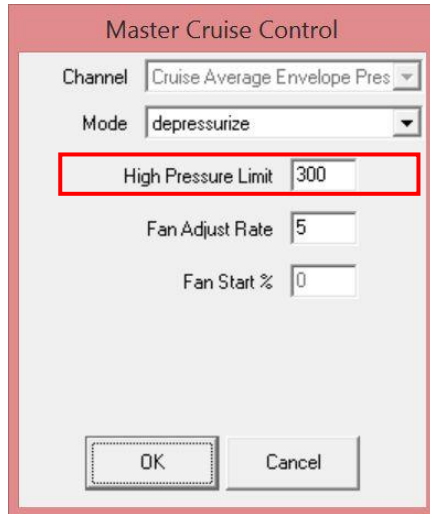 Master Cruise Control
Channel Cruise Average Envelope Pres
Mode depressurize
High Pressure Limit 300
Fan Adjust Rate 5
Fan Start % 0
OK Cancel